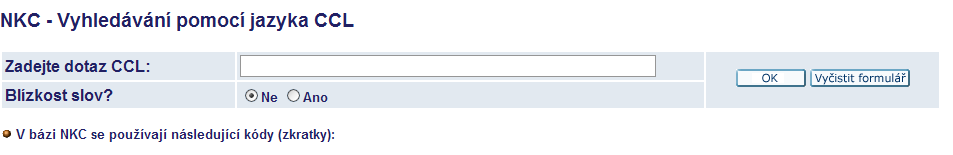 NKC - Vyhledávání pomocí jazyka CCL
Zadejte dotaz CCL:
OK Vyčistit formulář
Blízkost slov? Ne Ano
V bázi NKC se používají následující kódy (zkratky):